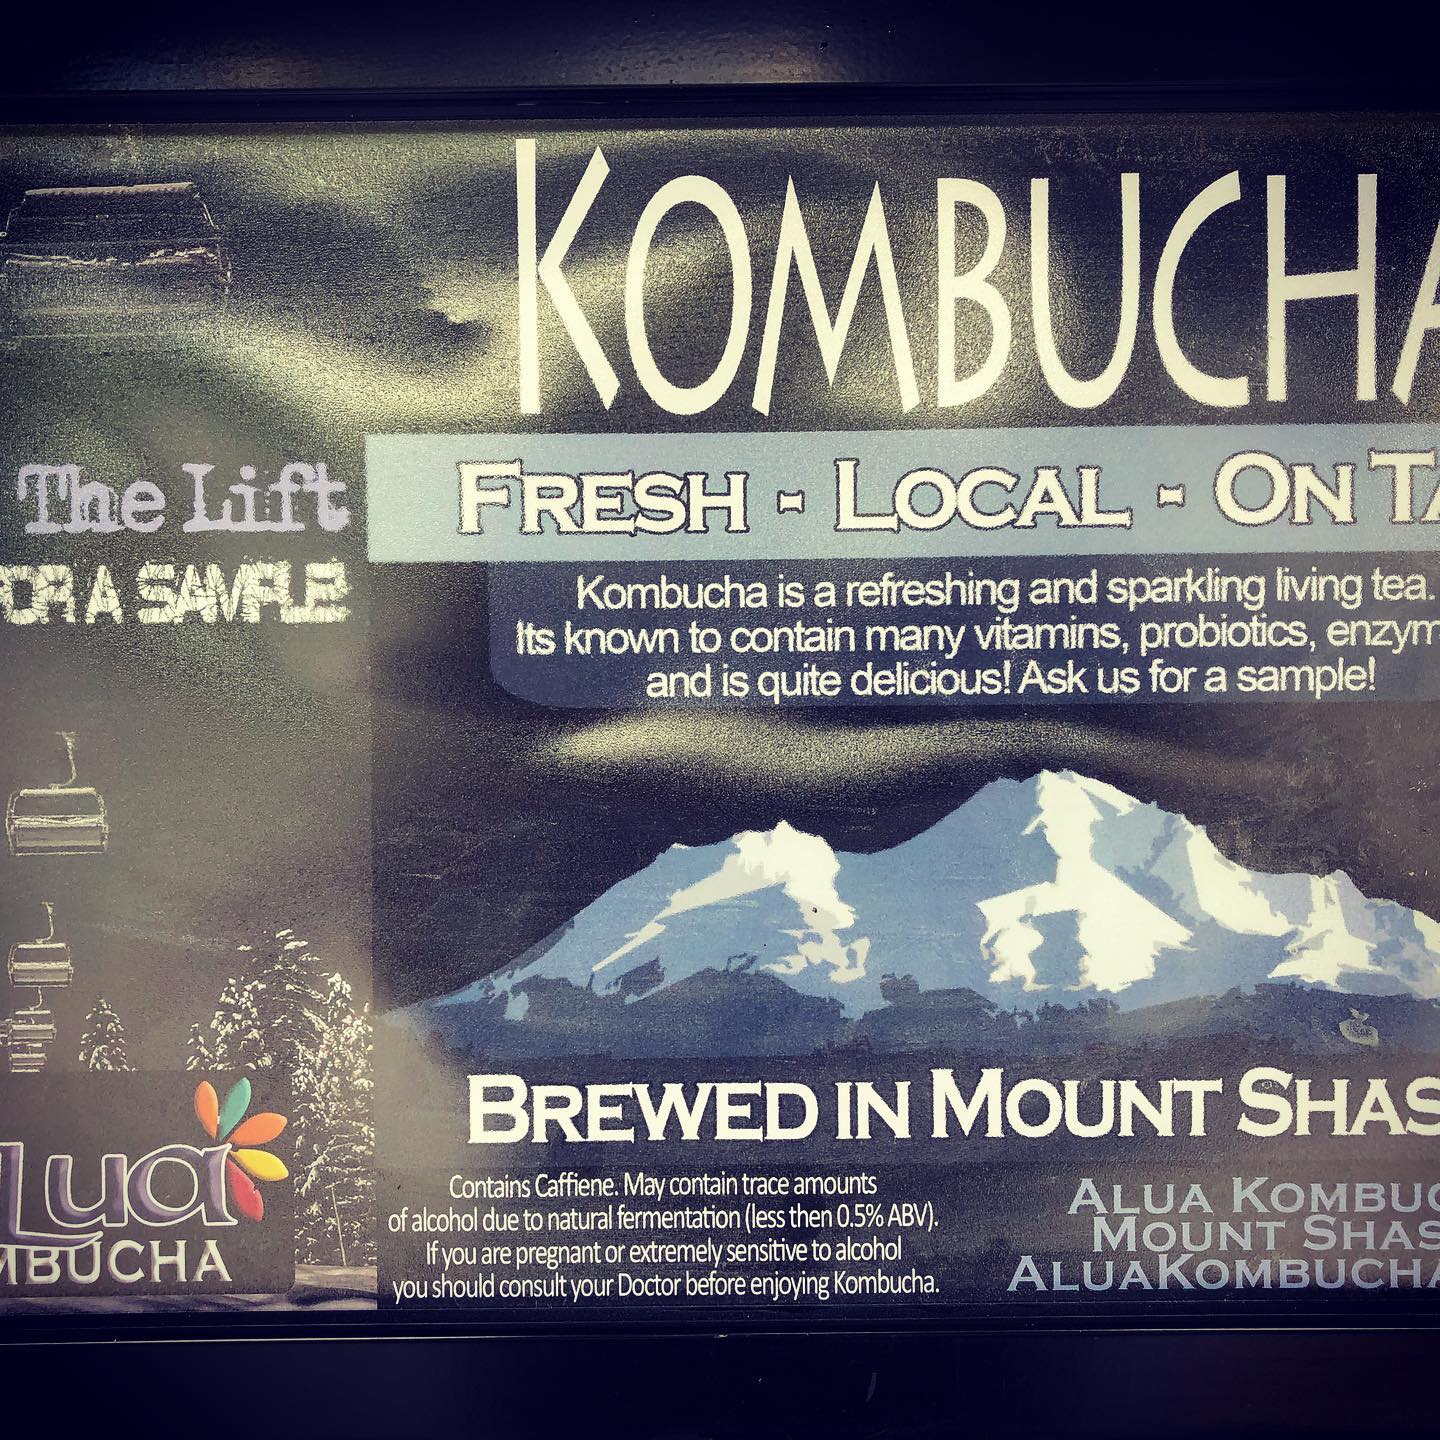 KOMBUCHA
FRESH - LOCAL - ON TA
Kombucha is a refreshing and sparkling living tea.
Its known to contain many vitamins, probiotics, enzym
and is quite delicious! Ask us for a sample!
The Lift
FOR A SAMPLE
BREWED IN MOUNT SHAS
Lua
MBUCHA
Contains Caffiene. May contain trace amounts
of alcohol due to natural fermentation (less then 0.5% ABV).
If you are pregnant or extremely sensitive to alcohol
you should consult your Doctor before enjoying Kombucha.
ALUA KOMBUC
MOUNT SHAS
ALUAKOMBUCHA